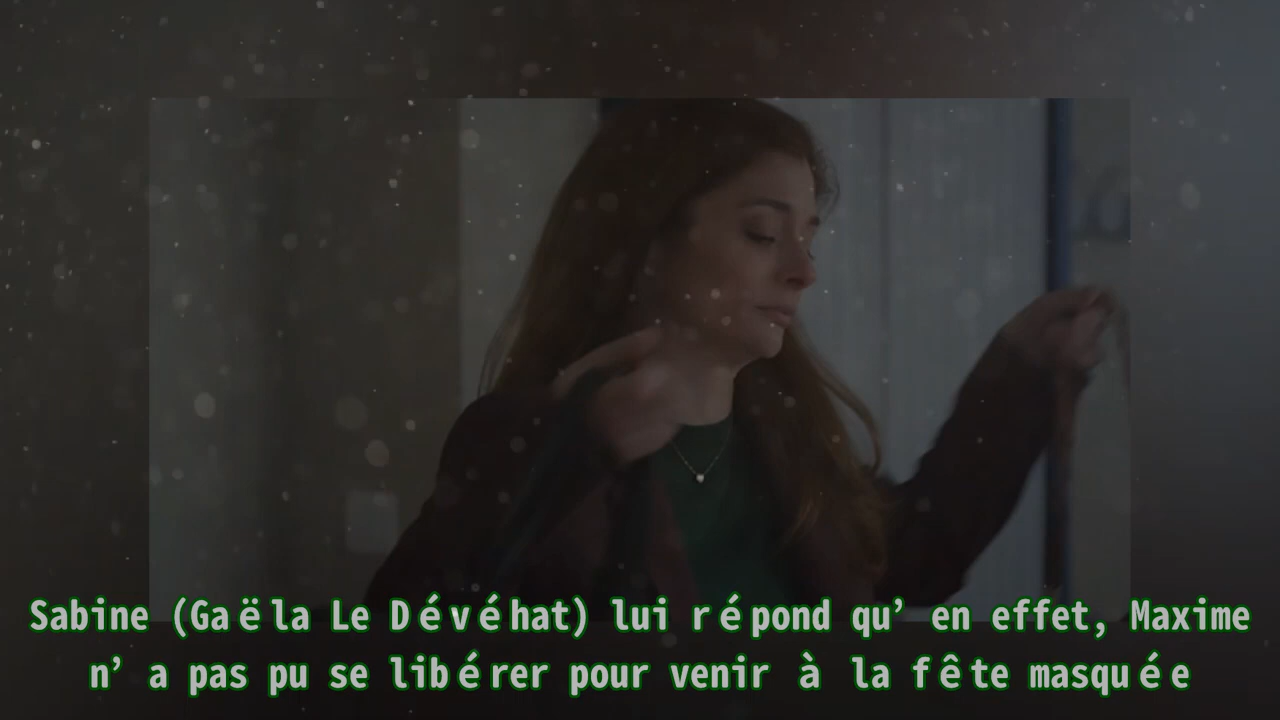 Sabine (Gaëla Le Dévéhat) lui répond qu’ en effet, Maxime
n’ a pas pu se libérer pour venir à la fête masquée